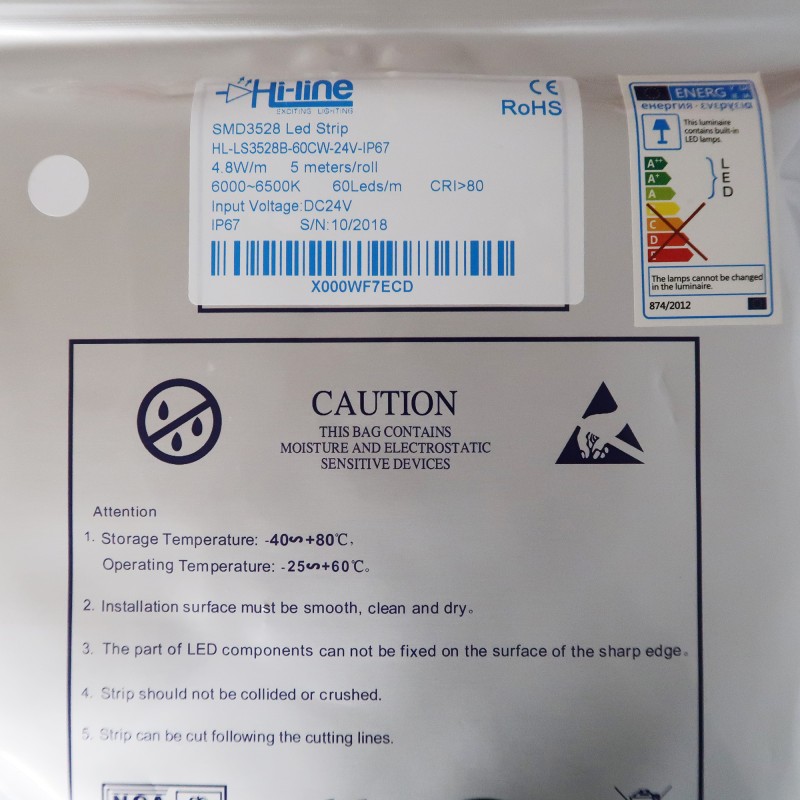 Hi-line
EXCITING LIGHTING
CE
RoHS
SMD3528 Led Strip
HL-LS3528B-60CW-24V-IP67
4.8W/m 5 meters/roll
6000~6500K 60Leds/m CRI>80
Input Voltage:DC24V
IP67 S/N:10/2018
X000WF7ECD
ENERG
енергия · ενεργεια
This luminaire
contains built-in
LED lamps.
A++
A+
A
B
C
D
E
L
E
D
The lamps cannot be changed
in the luminaire.
874/2012
CAUTION
THIS BAG CONTAINS
MOISTURE AND ELECTROSTATIC
SENSITIVE DEVICES
Attention
1. Storage Temperature: -40∽+80℃,
Operating Temperature: -25∽+60℃。
2. Installation surface must be smooth, clean and dry。
3. The part of LED components can not be fixed on the surface of the sharp edge。
4. Strip should not be collided or crushed.
5. Strip can be cut following the cutting lines.